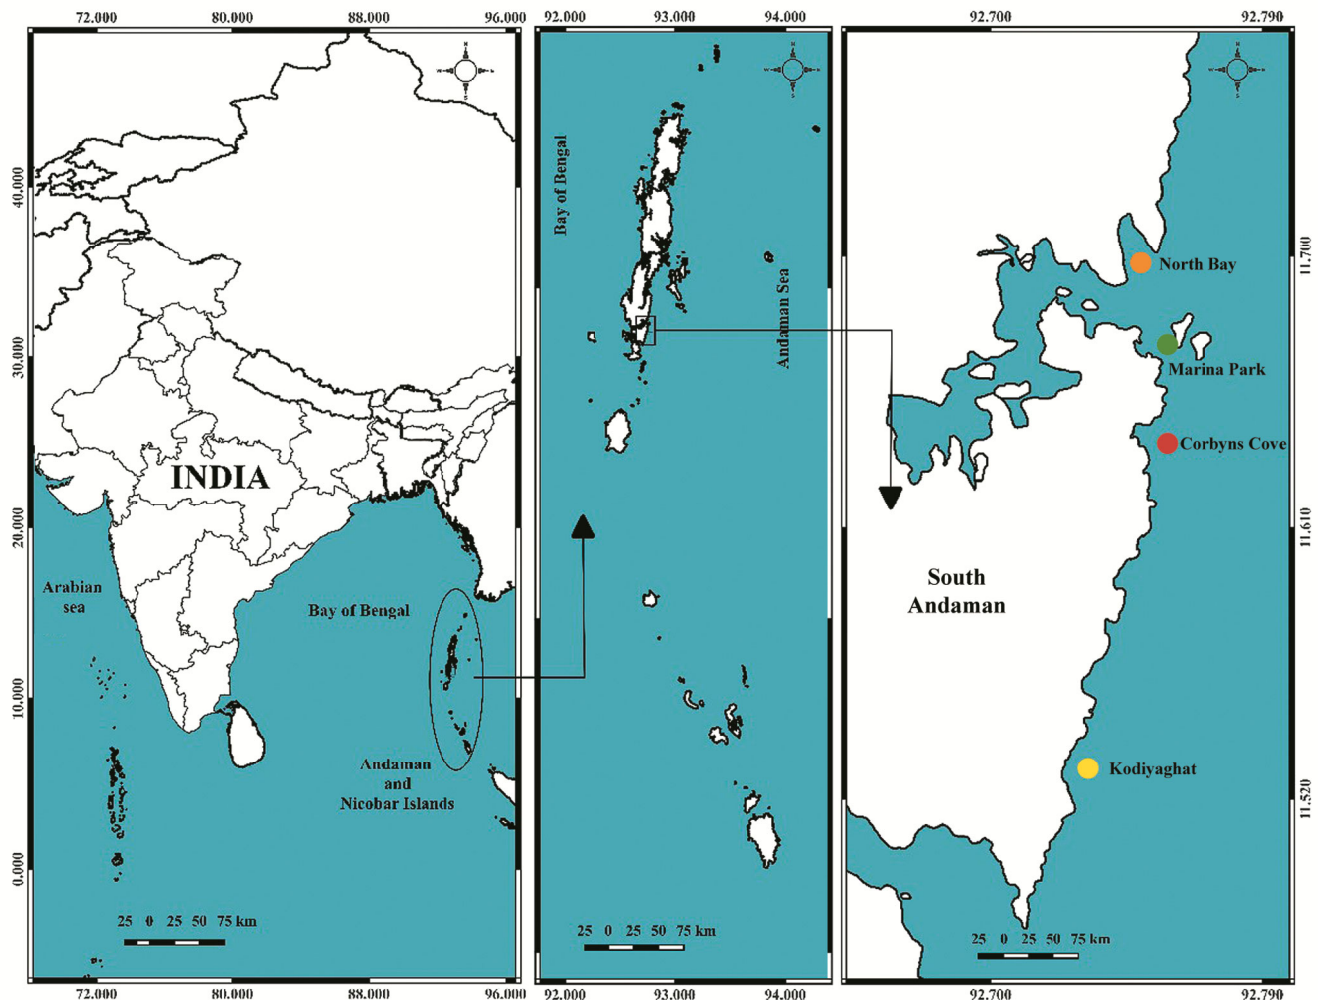 72.000 80.000 88.000 96.000
N
W E
S
40.000
30.000
20.000
10.000
0.000
INDIA
Arabian
sea
Bay of Bengal
Andaman
and
Nicobar Islands
25 0 25 50 75 km
72.000 80.000 88.000 96.000
92.000 93.000 94.000
N
W E
S
Bay of Bengal
Andaman Sea
25 0 25 50 75 km
92.000 93.000 94.000
92.700 92.790
N
W E
S
11.700
11.610
11.520
North Bay
Marina Park
Corbyns Cove
South
Andaman
Kodiyaghat
25 0 25 50 75 km
92.700 92.790